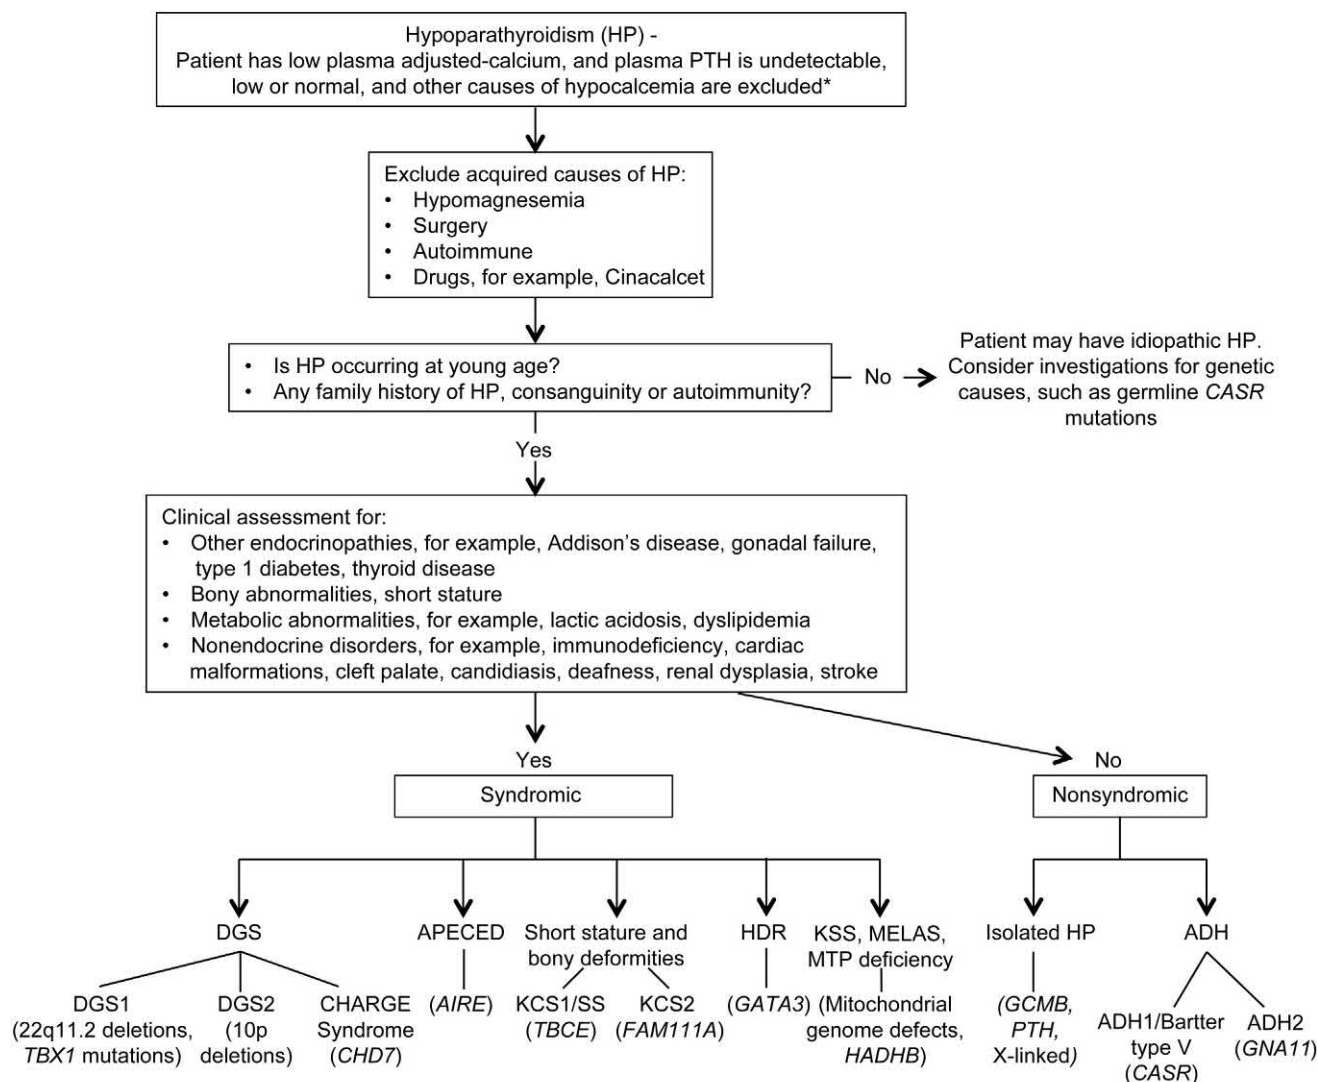 Hypoparathyroidism (HP) -
Patient has low plasma adjusted-calcium, and plasma PTH is undetectable,
low or normal, and other causes of hypocalcemia are excluded*
Exclude acquired causes of HP:
• Hypomagnesemia
• Surgery
• Autoimmune
• Drugs, for example, Cinacalcet
• Is HP occurring at young age?
• Any family history of HP, consanguinity or autoimmunity?
No
Patient may have idiopathic HP.
Consider investigations for genetic
causes, such as germline CASR
mutations
Yes
Clinical assessment for:
• Other endocrinopathies, for example, Addison's disease, gonadal failure,
type 1 diabetes, thyroid disease
• Bony abnormalities, short stature
• Metabolic abnormalities, for example, lactic acidosis, dyslipidemia
• Nonendocrine disorders, for example, immunodeficiency, cardiac
malformations, cleft palate, candidiasis, deafness, renal dysplasia, stroke
Yes
Syndromic
No
Nonsyndromic
DGS
DGS1
(22q11.2 deletions,
TBX1 mutations)
DGS2
(10p
deletions)
CHARGE
Syndrome
(CHD7)
APECED
(AIRE)
Short stature and
bony deformities
KCS1/SS
(TBCE)
KCS2
(FAM111A)
HDR
(GATA3)
KSS, MELAS,
MTP deficiency
(Mitochondrial
genome defects,
HADHB)
Isolated HP
(GCMB,
PTH,
X-linked)
ADH
ADH1/Bartter
type V
(CASR)
ADH2
(GNA11)